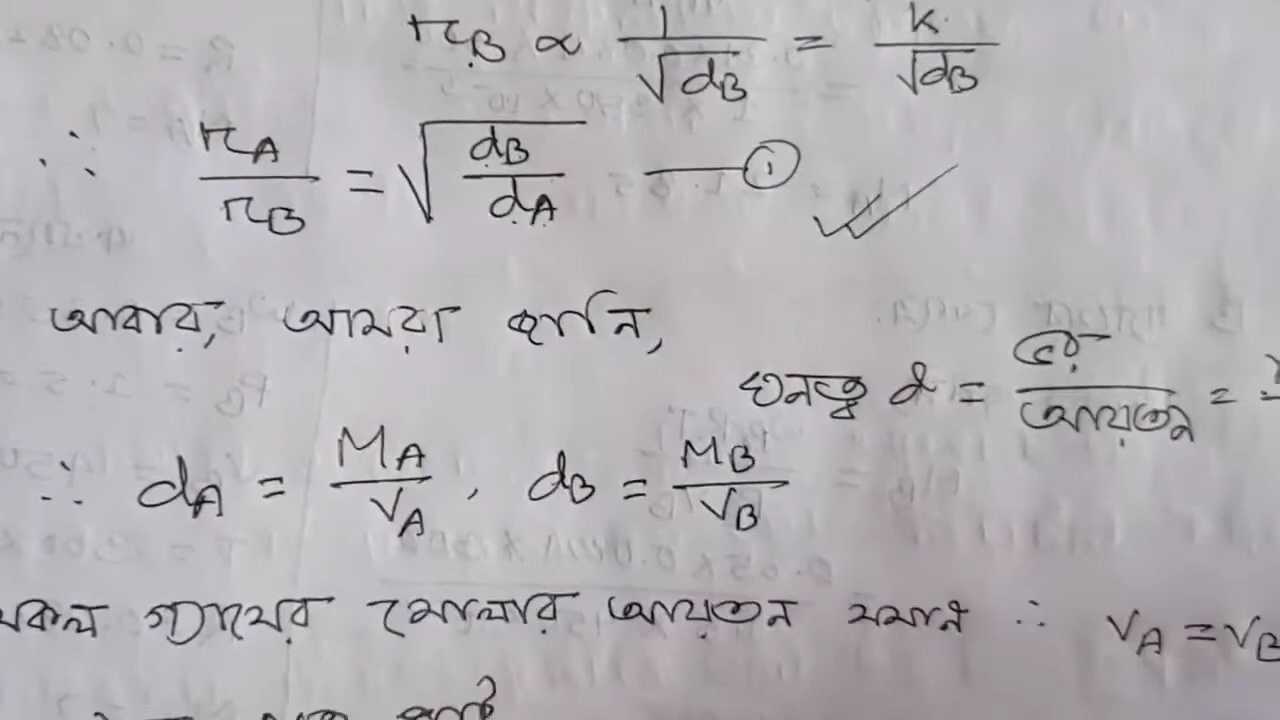 r_B ∝ 1/√d_B = K/√d_B
∴ r_A/r_B = √(d_B/d_A) —— ①
আবার, আমরা জানি,
ঘনত্ব d = ভর/আয়তন =
∴ d_A = M_A/V_A , d_B = M_B/V_B
সকল গ্যাসের মোলার আয়তন সমান ∴ V_A = V_B